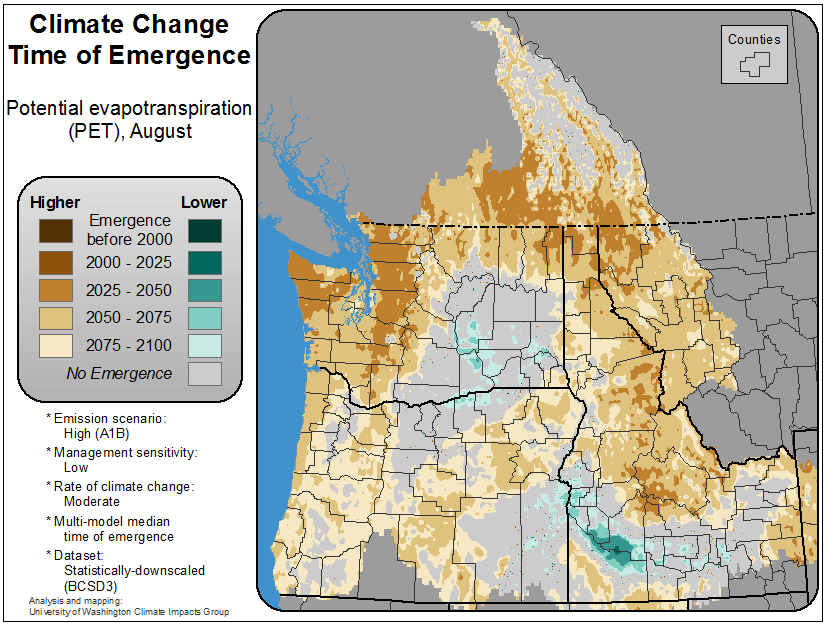 Climate Change
Time of Emergence
Potential evapotranspiration
(PET), August
Higher Lower
Emergence
before 2000
2000 - 2025
2025 - 2050
2050 - 2075
2075 - 2100
No Emergence
* Emission scenario:
High (A1B)
* Management sensitivity:
Low
* Rate of climate change:
Moderate
* Multi-model median
time of emergence
* Dataset:
Statistically-downscaled
(BCSD3)
Analysis and mapping:
University of Washington Climate Impacts Group
Counties